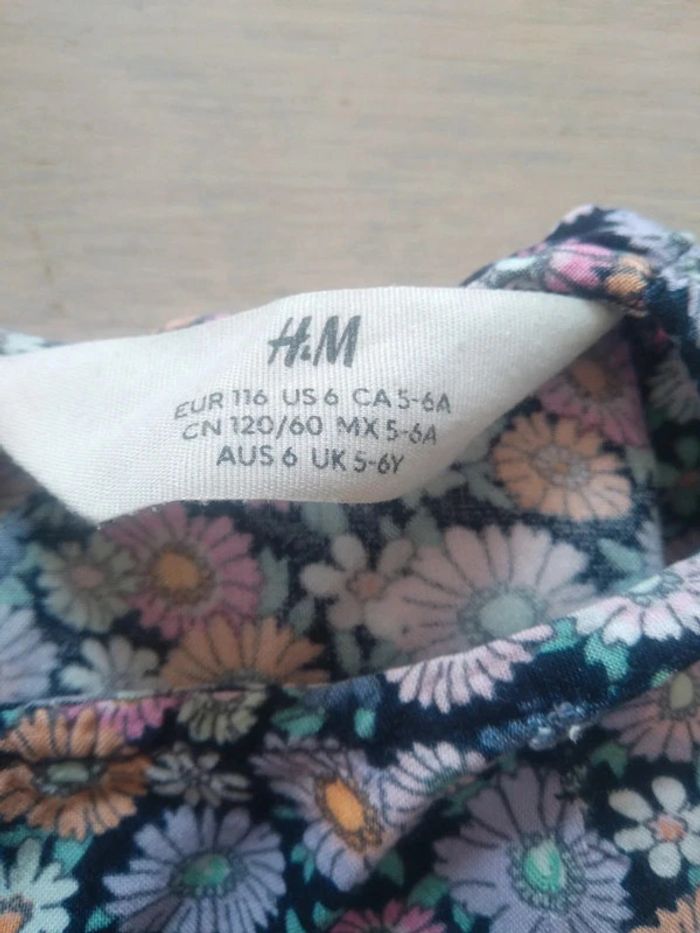 H&M
EUR 116 US 6 CA 5-6A
CN 120/60 MX 5-6A
AUS 6 UK 5-6Y